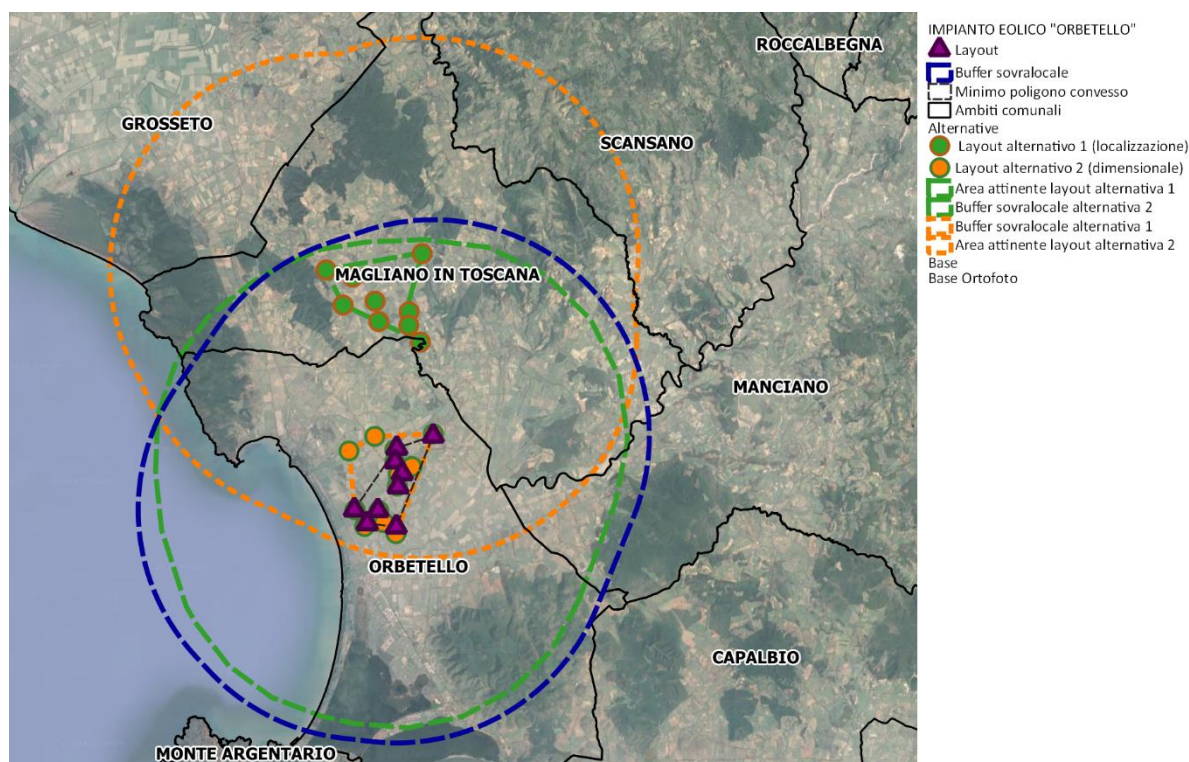 ROCCALBEGNA
GROSSETO
SCANSANO
MAGLIANO IN TOSCANA
MANCIANO
ORBETELLO
CAPALBIO
MONTE ARGENTARIO
IMPIANTO EOLICO "ORBETELLO"
Layout
Buffer sovralocale
Minimo poligono convesso
Ambiti comunali
Alternative
Layout alternativo 1 (localizzazione)
Layout alternativo 2 (dimensionale)
Area attinente layout alternativa 1
Buffer sovralocale alternativa 2
Buffer sovralocale alternativa 1
Area attinente layout alternativa 2
Base
Base Ortofoto